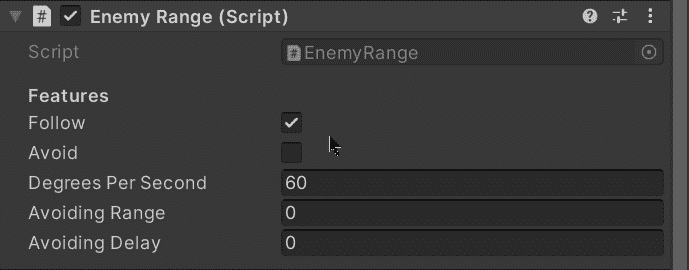 Enemy Range (Script)
Script EnemyRange
Features
Follow
Avoid
Degrees Per Second 60
Avoiding Range 0
Avoiding Delay 0